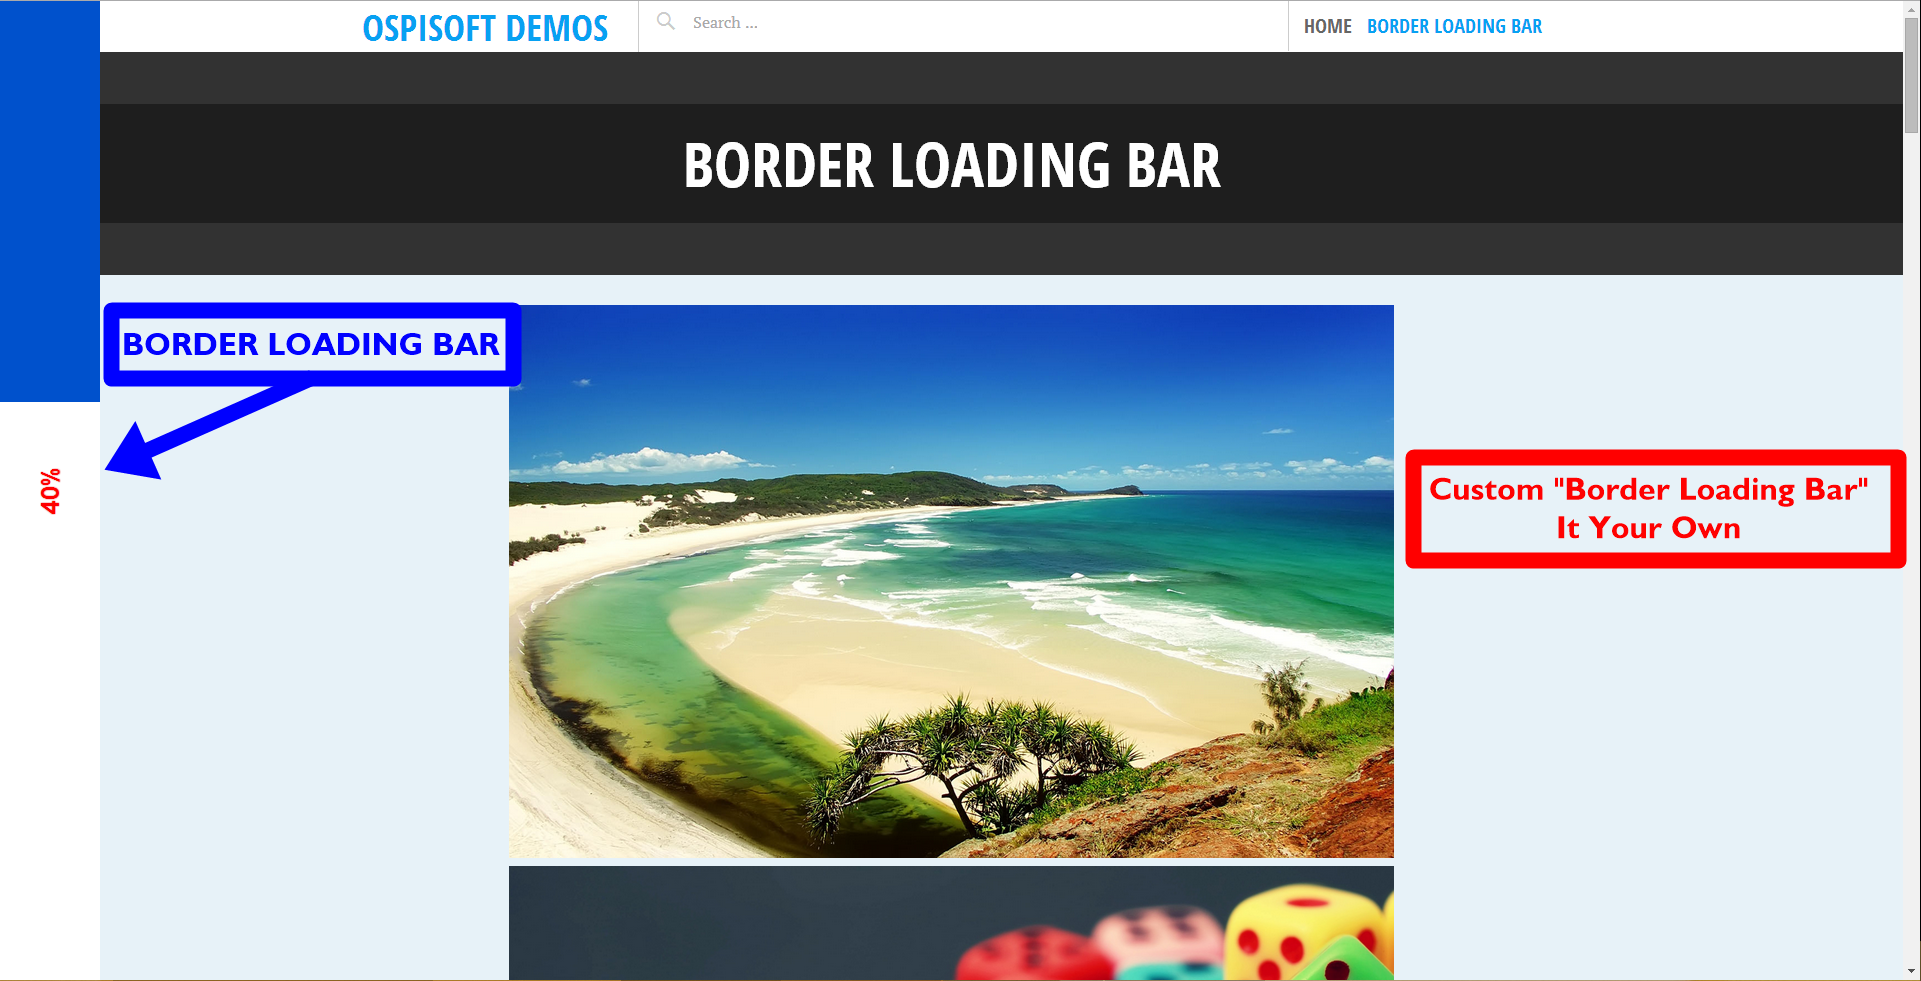 OSPISOFT DEMOS
Search ...
HOME
BORDER LOADING BAR
BORDER LOADING BAR
BORDER LOADING BAR
40%
Custom "Border Loading Bar"
It Your Own